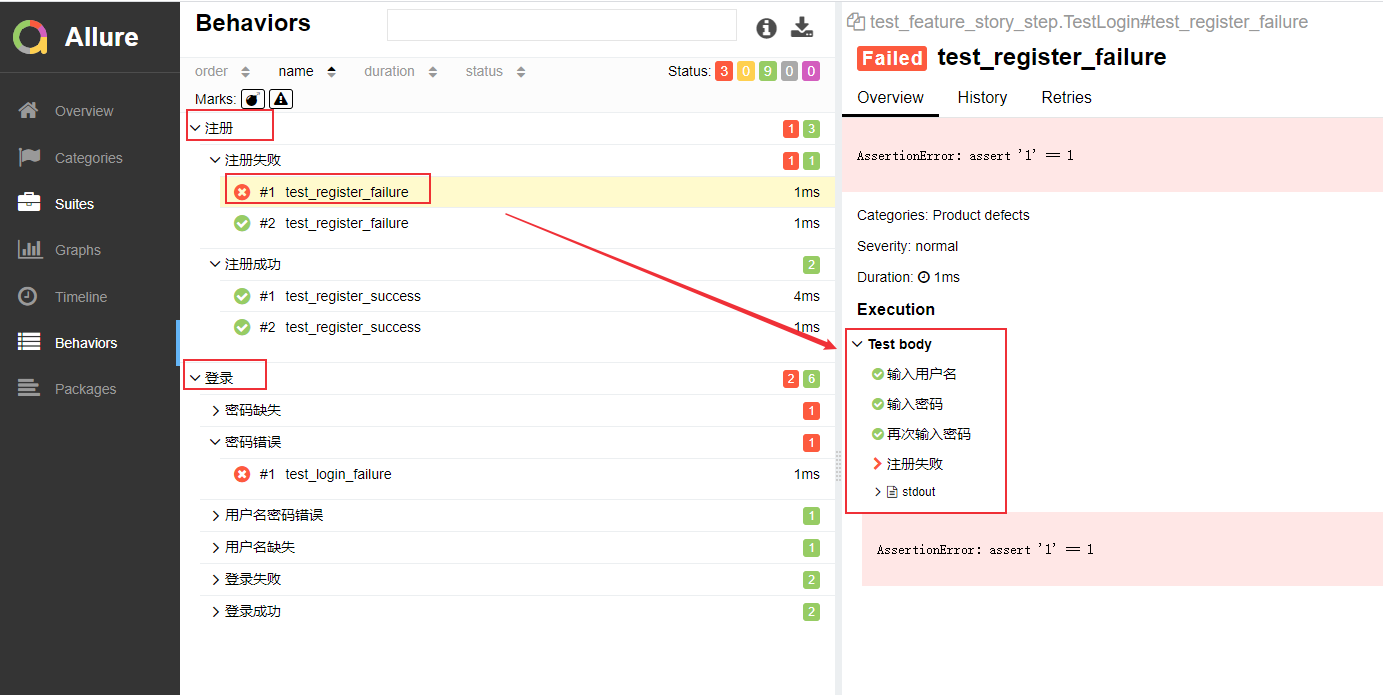 Allure
Overview
Categories
Suites
Graphs
Timeline
Behaviors
Packages
Behaviors
order name duration status Status: 3 0 9 0 0
Marks:
注册 1 3
注册失败 1 1
#1 test_register_failure 1ms
#2 test_register_failure 1ms
注册成功 2
#1 test_register_success 4ms
#2 test_register_success 1ms
登录 2 6
密码缺失 1
密码错误 1
#1 test_login_failure 1ms
用户名密码错误 1
用户名缺失 1
登录失败 2
登录成功 2
test_feature_story_step.TestLogin#test_register_failure
Failed test_register_failure
Overview History Retries
AssertionError: assert '1' == 1
Categories: Product defects
Severity: normal
Duration: 1ms
Execution
Test body
输入用户名
输入密码
再次输入密码
注册失败
stdout
AssertionError: assert '1' == 1